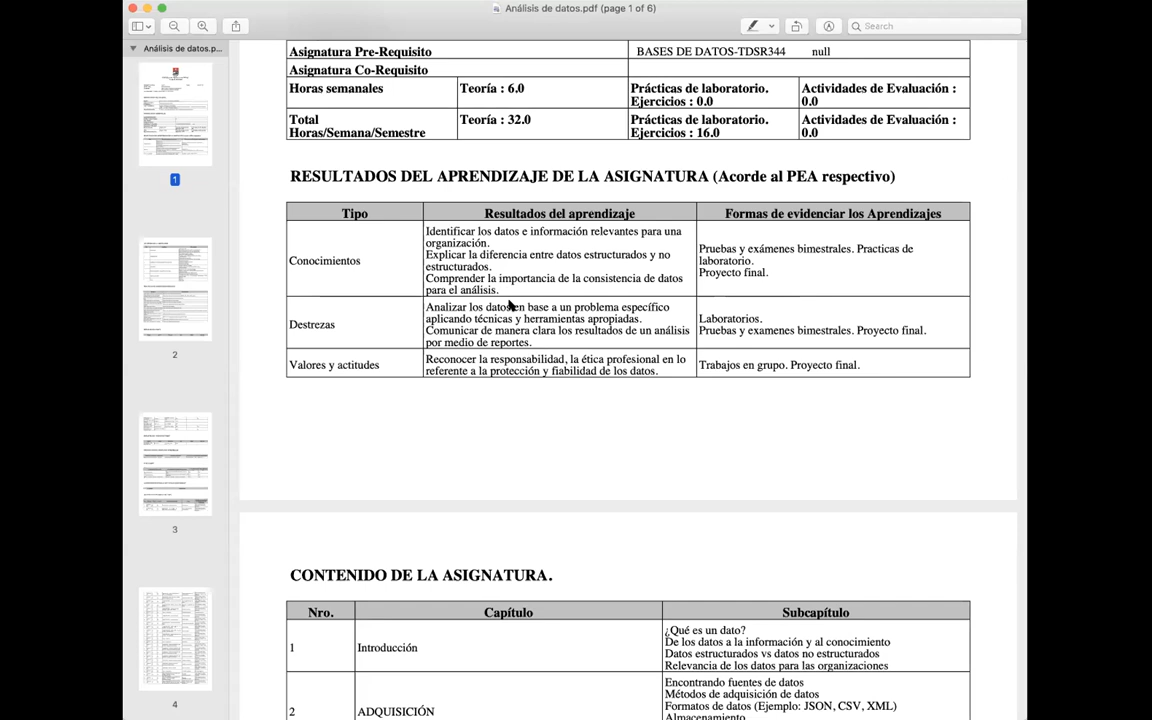 Análisis de datos.pdf (page 1 of 6)
Search
Análisis de datos.p...
1
2
3
4
Asignatura Pre-Requisito BASES DE DATOS-TDSR344 null
Asignatura Co-Requisito
Horas semanales Teoría : 6.0 Prácticas de laboratorio. Actividades de Evaluación :
Ejercicios : 0.0 0.0
Total Teoría : 32.0 Prácticas de laboratorio. Actividades de Evaluación :
Horas/Semana/Semestre Ejercicios : 16.0 0.0
RESULTADOS DEL APRENDIZAJE DE LA ASIGNATURA (Acorde al PEA respectivo)
Tipo Resultados del aprendizaje Formas de evidenciar los Aprendizajes
Conocimientos
Identificar los datos e información relevantes para una
organización.
Explicar la diferencia entre datos estructurados y no
estructurados.
Comprender la importancia de la consistencia de datos
para el análisis.
Pruebas y exámenes bimestrales. Practicas de
laboratorio.
Proyecto final.
Destrezas
Analizar los datos en base a un problema específico
aplicando técnicas y herramientas apropiadas.
Comunicar de manera clara los resultados de un análisis
por medio de reportes.
Laboratorios.
Pruebas y examenes bimestrales. Proyecto final.
Valores y actitudes
Reconocer la responsabilidad, la ética profesional en lo
referente a la protección y fiabilidad de los datos.
Trabajos en grupo. Proyecto final.
CONTENIDO DE LA ASIGNATURA.
Nro. Capítulo Subcapítulo
1 Introducción
¿Qué es un dato?
De los datos a la información y al conocimiento
Datos estructurados vs datos no estructurados
Relevancia de los datos para las organizaciones
2 ADQUISICIÓN
Encontrando fuentes de datos
Métodos de adquisición de datos
Formatos de datos (Ejemplo: JSON, CSV, XML)
Almacenamiento